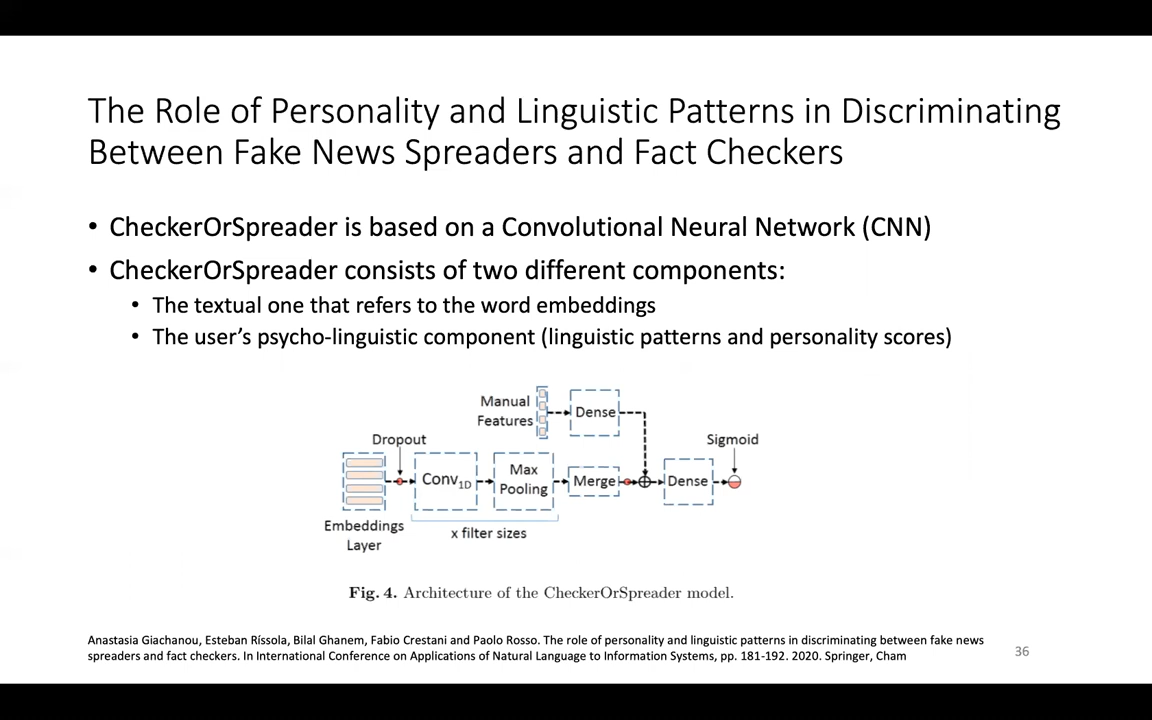 The Role of Personality and Linguistic Patterns in Discriminating
Between Fake News Spreaders and Fact Checkers
• CheckerOrSpreader is based on a Convolutional Neural Network (CNN)
• CheckerOrSpreader consists of two different components:
• The textual one that refers to the word embeddings
• The user’s psycho-linguistic component (linguistic patterns and personality scores)
Manual
Features
Dense
Dropout
Sigmoid
Conv1D
Max
Pooling
Merge
Dense
Embeddings
Layer
x filter sizes
Fig. 4. Architecture of the CheckerOrSpreader model.
Anastasia Giachanou, Esteban Ríssola, Bilal Ghanem, Fabio Crestani and Paolo Rosso. The role of personality and linguistic patterns in discriminating between fake news
spreaders and fact checkers. In International Conference on Applications of Natural Language to Information Systems, pp. 181-192. 2020. Springer, Cham
36